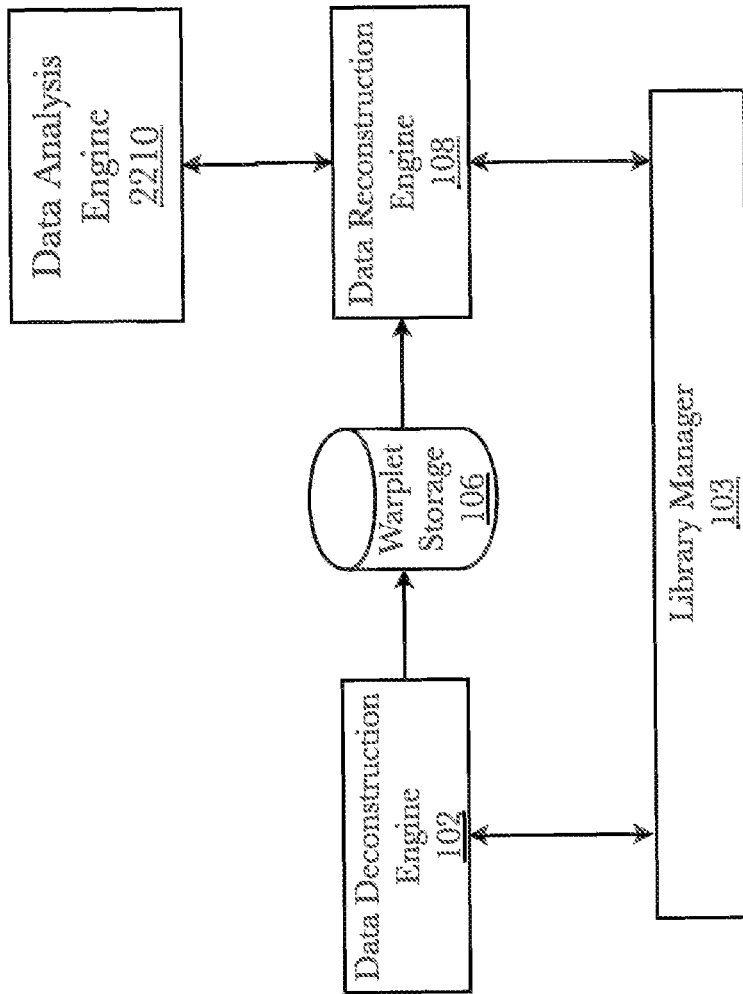 Data Analysis
Engine
2210
Data Deconstruction
Engine
102
Warplet
Storage
106
Data Reconstruction
Engine
108
Library Manager
103